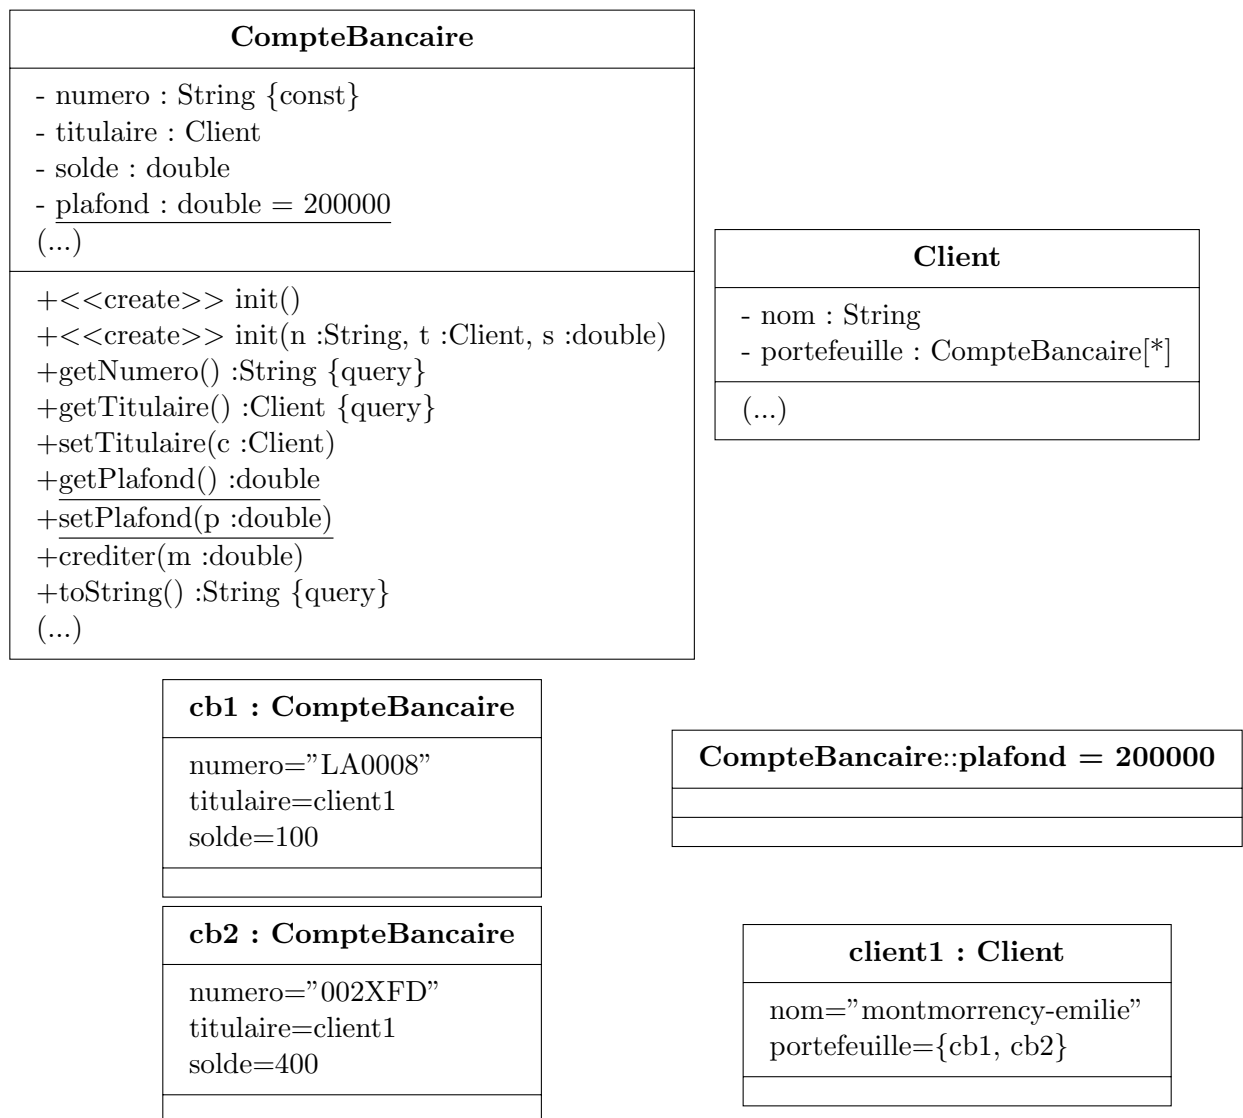 CompteBancaire
- numero : String {const}
- titulaire : Client
- solde : double
- plafond : double = 200000
(...)
+<<create>> init()
+<<create>> init(n :String, t :Client, s :double)
+getNumero() :String {query}
+getTitulaire() :Client {query}
+setTitulaire(c :Client)
+getPlafond() :double
+setPlafond(p :double)
+crediter(m :double)
+toString() :String {query}
(...)
Client
- nom : String
- portefeuille : CompteBancaire[*]
(...)
cb1 : CompteBancaire
numero=”LA0008”
titulaire=client1
solde=100
CompteBancaire::plafond = 200000
cb2 : CompteBancaire
numero=”002XFD”
titulaire=client1
solde=400
client1 : Client
nom=”montmorrency-emilie”
portefeuille={cb1, cb2}